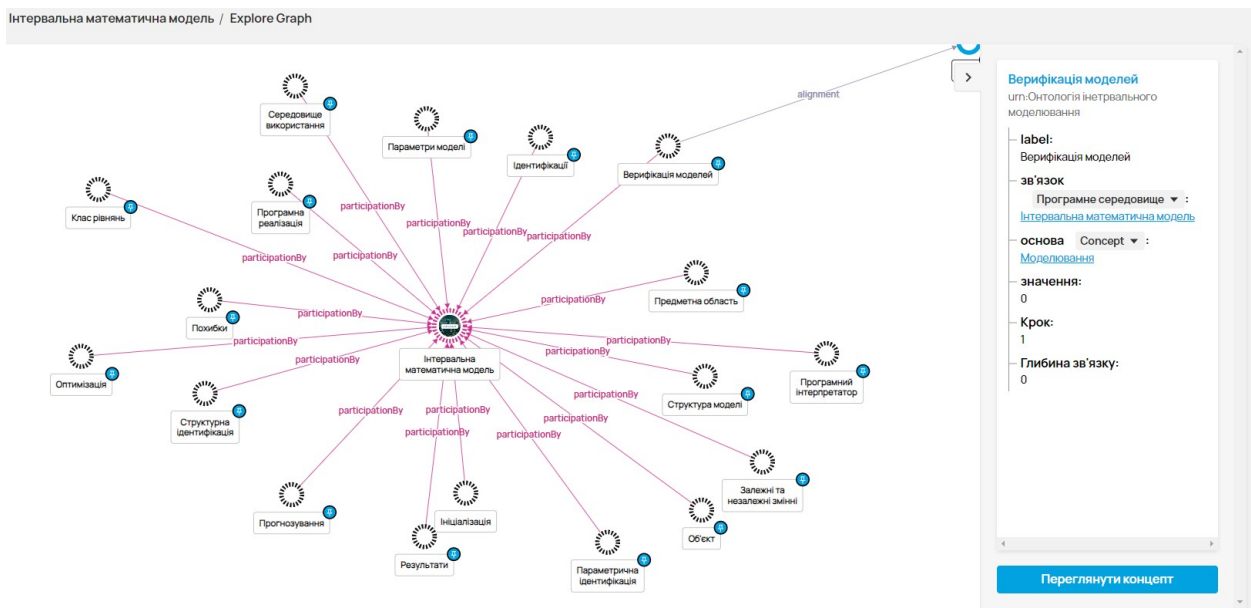 Інтервальна математична модель / Explore Graph
alignment
Середовище
використання
Параметри моделі
Ідентифікації
Верифікація моделей
Клас рівнянь
Програмна
реалізація
participationBy
participationBy
participationBy
participationBy
participationBy
participationBy
Предметна область
participationBy
Похибки
participationBy
participationBy
participationBy
participationBy
participationBy
Інтервальна
математична модель
Оптимізація
Програмний
інтерпретатор
Структура моделі
participationBy
Структурна
ідентифікація
participationBy
participationBy
participationBy
participationBy
participationBy
Залежні та
незалежні змінні
Прогнозування
Ініціалізація
Об'єкт
Результати
Параметрична
ідентифікація
Верифікація моделей
urn:Онтологія інетрвального
моделювання
label:
Верифікація моделей
зв'язок
Програмне середовище :
Інтервальна математична модель
основа Concept :
Моделювання
значення:
0
Крок:
1
Глибина зв'язку:
0
Переглянути концепт